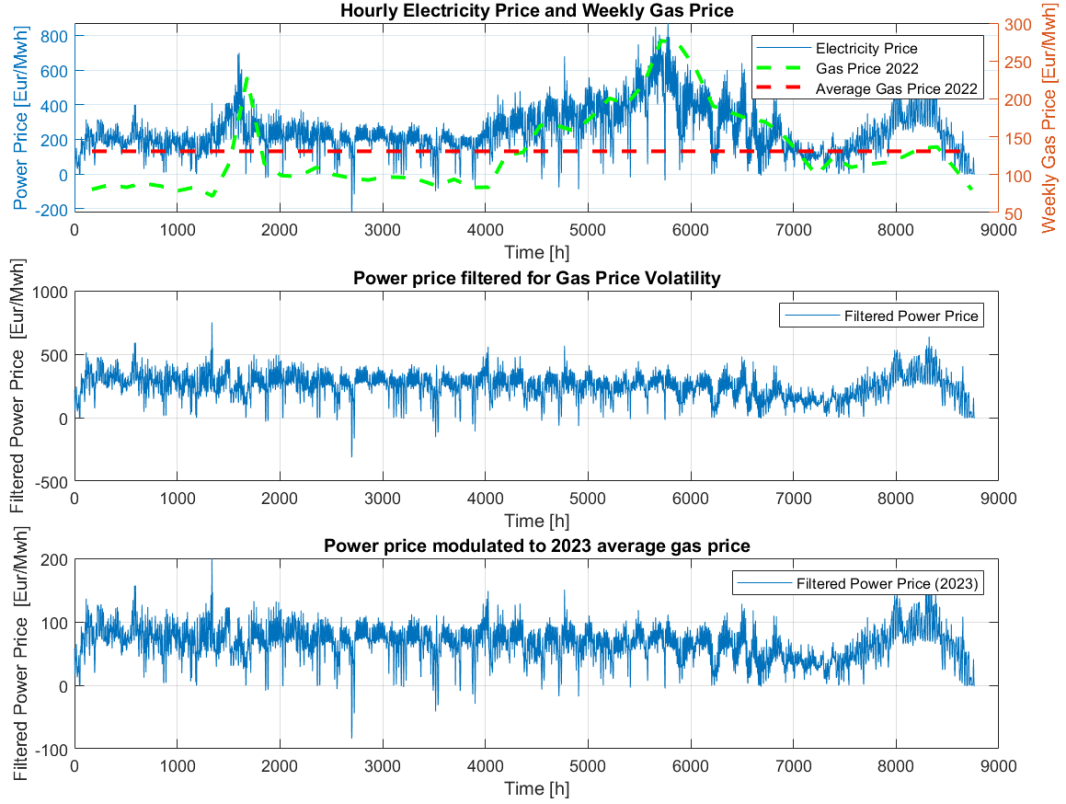 Hourly Electricity Price and Weekly Gas Price
Power Price [Eur/Mwh]
800
600
400
200
0
-200
Electricity Price
Gas Price 2022
Average Gas Price 2022
300
250
200
150
100
50
Weekly Gas Price [Eur/Mwh]
0 1000 2000 3000 4000 5000 6000 7000 8000 9000
Time [h]
Power price filtered for Gas Price Volatility
Filtered Power Price [Eur/Mwh]
1000
500
0
-500
Filtered Power Price
0 1000 2000 3000 4000 5000 6000 7000 8000 9000
Time [h]
Power price modulated to 2023 average gas price
Filtered Power Price [Eur/Mwh]
200
100
0
-100
Filtered Power Price (2023)
0 1000 2000 3000 4000 5000 6000 7000 8000 9000
Time [h]